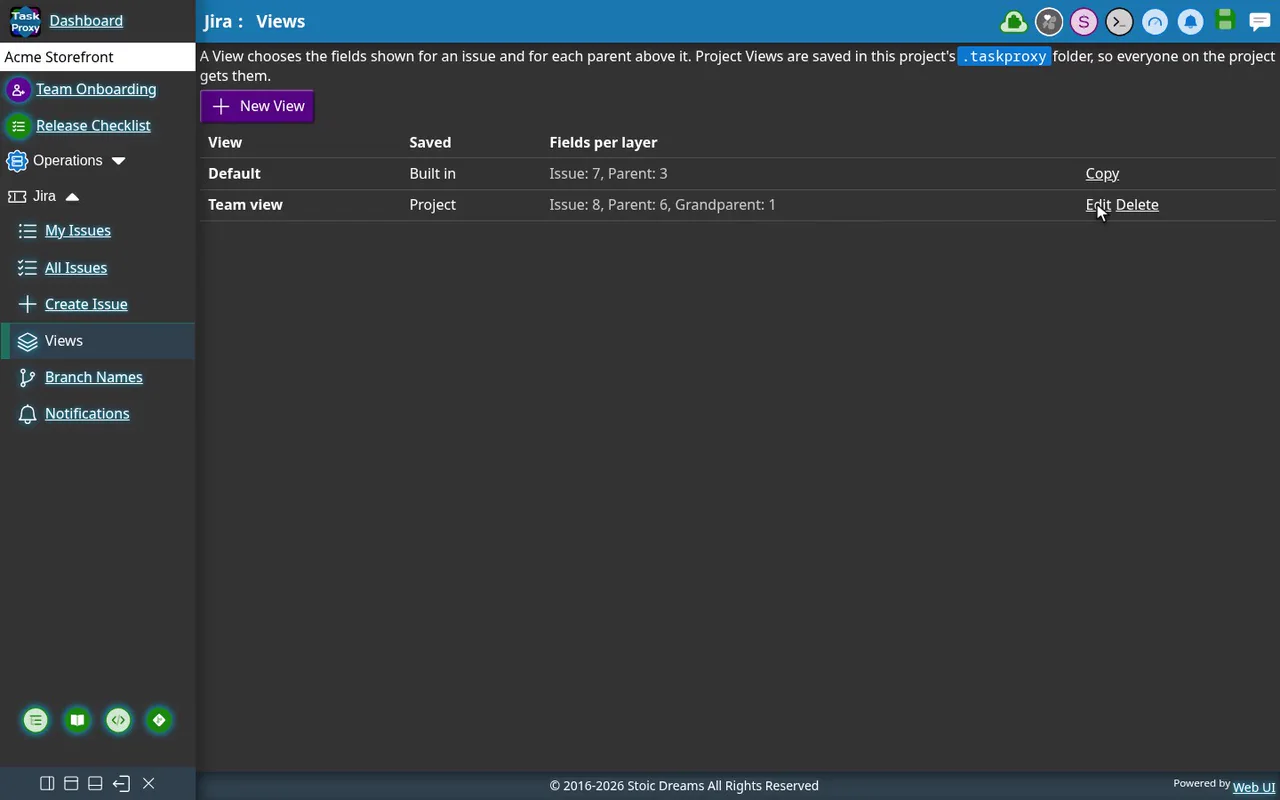 Task Proxy
Dashboard
Jira : Views
S
Acme Storefront
Team Onboarding
Release Checklist
Operations
Jira
My Issues
All Issues
Create Issue
Views
Branch Names
Notifications
A View chooses the fields shown for an issue and for each parent above it. Project Views are saved in this project's .taskproxy folder, so everyone on the project
gets them.
New View
View Saved Fields per layer
Default Built in Issue: 7, Parent: 3 Copy
Team view Project Issue: 8, Parent: 6, Grandparent: 1 Edit Delete
© 2016-2026 Stoic Dreams All Rights Reserved
Powered by Web UI